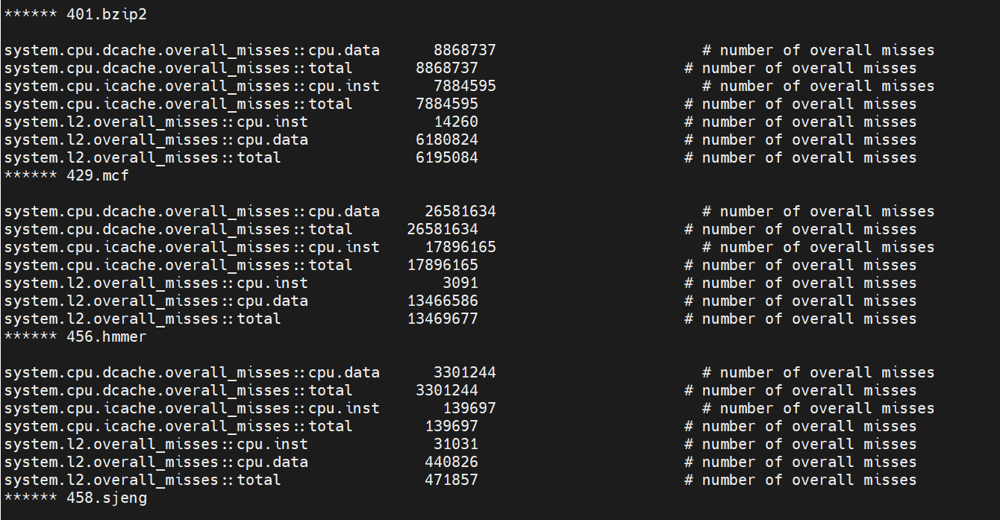 ****** 401.bzip2
system.cpu.dcache.overall_misses::cpu.data      8868737                       # number of overall misses
system.cpu.dcache.overall_misses::total       8868737                       # number of overall misses
system.cpu.icache.overall_misses::cpu.inst      7884595                       # number of overall misses
system.cpu.icache.overall_misses::total       7884595                       # number of overall misses
system.l2.overall_misses::cpu.inst              14260                       # number of overall misses
system.l2.overall_misses::cpu.data            6180824                       # number of overall misses
system.l2.overall_misses::total               6195084                       # number of overall misses
****** 429.mcf
system.cpu.dcache.overall_misses::cpu.data     26581634                       # number of overall misses
system.cpu.dcache.overall_misses::total      26581634                       # number of overall misses
system.cpu.icache.overall_misses::cpu.inst     17896165                       # number of overall misses
system.cpu.icache.overall_misses::total      17896165                       # number of overall misses
system.l2.overall_misses::cpu.inst               3091                       # number of overall misses
system.l2.overall_misses::cpu.data           13466586                       # number of overall misses
system.l2.overall_misses::total              13469677                       # number of overall misses
****** 456.hmmer
system.cpu.dcache.overall_misses::cpu.data      3301244                       # number of overall misses
system.cpu.dcache.overall_misses::total       3301244                       # number of overall misses
system.cpu.icache.overall_misses::cpu.inst       139697                       # number of overall misses
system.cpu.icache.overall_misses::total        139697                       # number of overall misses
system.l2.overall_misses::cpu.inst              31031                       # number of overall misses
system.l2.overall_misses::cpu.data             440826                       # number of overall misses
system.l2.overall_misses::total                471857                       # number of overall misses
****** 458.sjeng